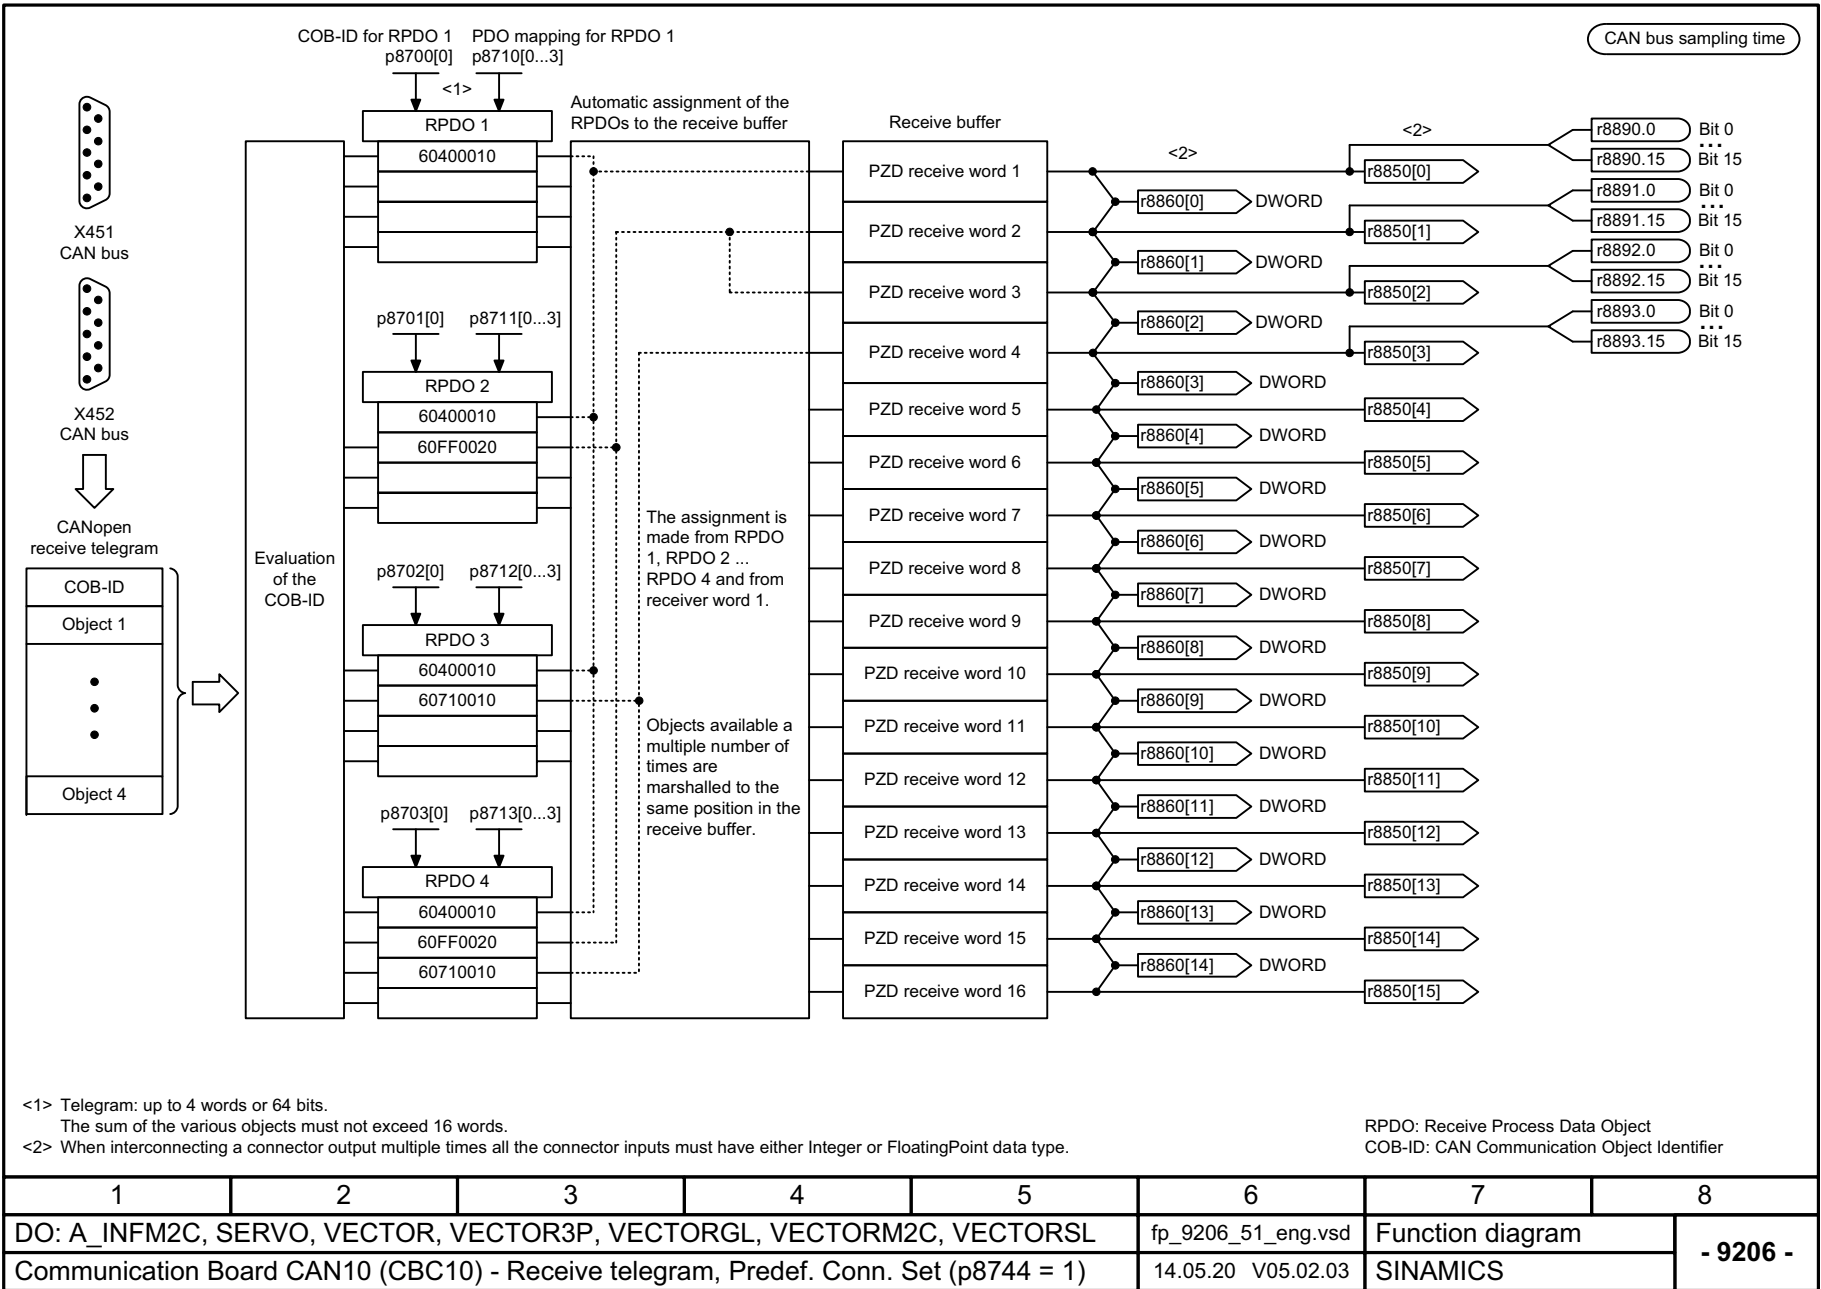 COB-ID for RPDO 1 PDO mapping for RPDO 1
p8700[0] p8710[0...3]
<1>
CAN bus sampling time
X451
CAN bus
X452
CAN bus
CANopen
receive telegram
COB-ID
Object 1
Object 4
Evaluation
of the
COB-ID
RPDO 1
60400010
p8701[0] p8711[0...3]
RPDO 2
60400010
60FF0020
p8702[0] p8712[0...3]
RPDO 3
60400010
60710010
p8703[0] p8713[0...3]
RPDO 4
60400010
60FF0020
60710010
Automatic assignment of the
RPDOs to the receive buffer
The assignment is
made from RPDO
1, RPDO 2 ...
RPDO 4 and from
receiver word 1.
Objects available a
multiple number of
times are
marshalled to the
same position in the
receive buffer.
Receive buffer
PZD receive word 1
PZD receive word 2
PZD receive word 3
PZD receive word 4
PZD receive word 5
PZD receive word 6
PZD receive word 7
PZD receive word 8
PZD receive word 9
PZD receive word 10
PZD receive word 11
PZD receive word 12
PZD receive word 13
PZD receive word 14
PZD receive word 15
PZD receive word 16
<2>
r8860[0] DWORD
r8860[1] DWORD
r8860[2] DWORD
r8860[3] DWORD
r8860[4] DWORD
r8860[5] DWORD
r8860[6] DWORD
r8860[7] DWORD
r8860[8] DWORD
r8860[9] DWORD
r8860[10] DWORD
r8860[11] DWORD
r8860[12] DWORD
r8860[13] DWORD
r8860[14] DWORD
<2>
r8850[0]
r8850[1]
r8850[2]
r8850[3]
r8850[4]
r8850[5]
r8850[6]
r8850[7]
r8850[8]
r8850[9]
r8850[10]
r8850[11]
r8850[12]
r8850[13]
r8850[14]
r8850[15]
r8890.0 Bit 0
...
r8890.15 Bit 15
r8891.0 Bit 0
...
r8891.15 Bit 15
r8892.0 Bit 0
...
r8892.15 Bit 15
r8893.0 Bit 0
...
r8893.15 Bit 15
<1> Telegram: up to 4 words or 64 bits.
The sum of the various objects must not exceed 16 words.
<2> When interconnecting a connector output multiple times all the connector inputs must have either Integer or FloatingPoint data type.
RPDO: Receive Process Data Object
COB-ID: CAN Communication Object Identifier
1 2 3 4 5 6 7 8
DO: A_INFM2C, SERVO, VECTOR, VECTOR3P, VECTORGL, VECTORM2C, VECTORSL fp_9206_51_eng.vsd Function diagram
- 9206 -
Communication Board CAN10 (CBC10) - Receive telegram, Predef. Conn. Set (p8744 = 1) 14.05.20 V05.02.03 SINAMICS